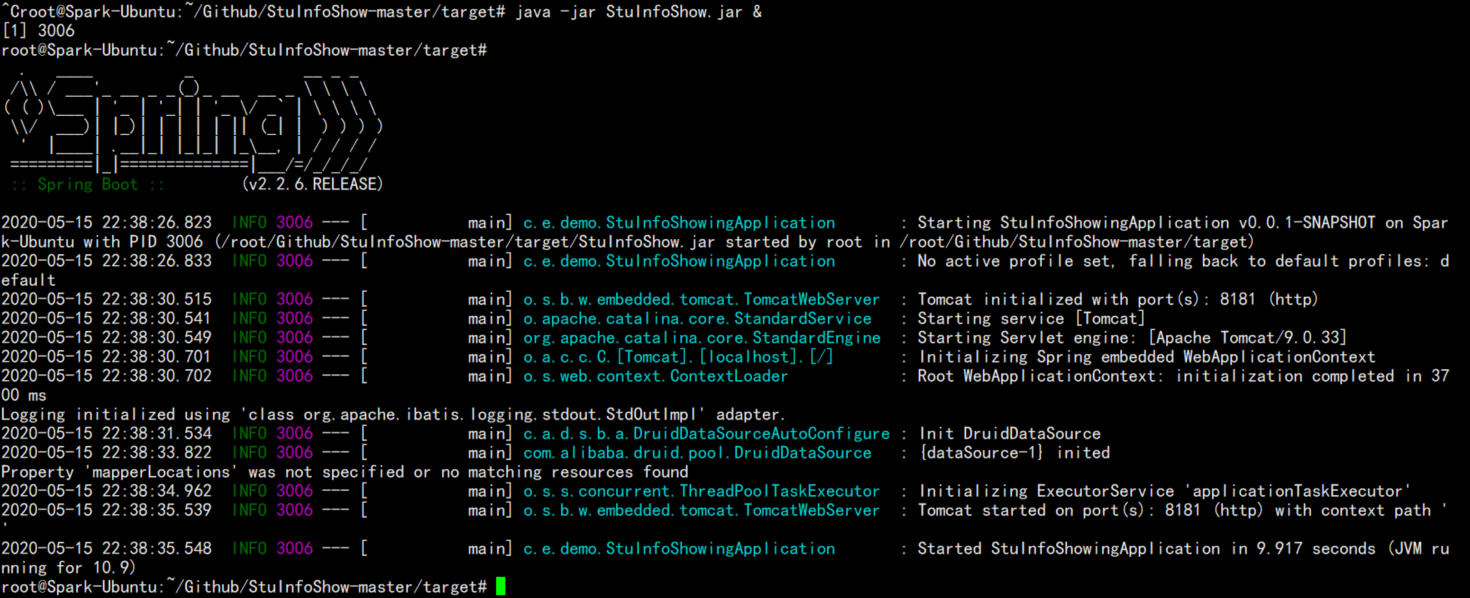 ^Croot@Spark-Ubuntu:~/Github/StuInfoShow-master/target# java -jar StuInfoShow.jar &
[1] 3006
root@Spark-Ubuntu:~/Github/StuInfoShow-master/target#
  .   ____          _            __ _ _
 /\\ / ___'_ __ _ _(_)_ __  __ _ \ \ \ \
( ( )\___ | '_ | '_| | '_ \/ _` | \ \ \ \
 \\/  ___)| |_)| | | | | || (_| |  ) ) ) )
  '  |____| .__|_| |_|_| |_\__, | / / / /
 =========|_|==============|___/=/_/_/_/
 :: Spring Boot ::        (v2.2.6.RELEASE)
2020-05-15 22:38:26.823  INFO 3006 --- [           main] c.e.demo.StuInfoShowingApplication       : Starting StuInfoShowingApplication v0.0.1-SNAPSHOT on Spar
k-Ubuntu with PID 3006 (/root/Github/StuInfoShow-master/target/StuInfoShow.jar started by root in /root/Github/StuInfoShow-master/target)
2020-05-15 22:38:26.833  INFO 3006 --- [           main] c.e.demo.StuInfoShowingApplication       : No active profile set, falling back to default profiles: d
efault
2020-05-15 22:38:30.515  INFO 3006 --- [           main] o.s.b.w.embedded.tomcat.TomcatWebServer  : Tomcat initialized with port(s): 8181 (http)
2020-05-15 22:38:30.541  INFO 3006 --- [           main] o.apache.catalina.core.StandardService   : Starting service [Tomcat]
2020-05-15 22:38:30.549  INFO 3006 --- [           main] org.apache.catalina.core.StandardEngine  : Starting Servlet engine: [Apache Tomcat/9.0.33]
2020-05-15 22:38:30.701  INFO 3006 --- [           main] o.a.c.c.C.[Tomcat].[localhost].[/]       : Initializing Spring embedded WebApplicationContext
2020-05-15 22:38:30.702  INFO 3006 --- [           main] o.s.web.context.ContextLoader            : Root WebApplicationContext: initialization completed in 37
00 ms
Logging initialized using 'class org.apache.ibatis.logging.stdout.StdOutImpl' adapter.
2020-05-15 22:38:31.534  INFO 3006 --- [           main] c.a.d.s.b.a.DruidDataSourceAutoConfigure : Init DruidDataSource
2020-05-15 22:38:33.822  INFO 3006 --- [           main] com.alibaba.druid.pool.DruidDataSource   : {dataSource-1} inited
Property 'mapperLocations' was not specified or no matching resources found
2020-05-15 22:38:34.962  INFO 3006 --- [           main] o.s.s.concurrent.ThreadPoolTaskExecutor  : Initializing ExecutorService 'applicationTaskExecutor'
2020-05-15 22:38:35.539  INFO 3006 --- [           main] o.s.b.w.embedded.tomcat.TomcatWebServer  : Tomcat started on port(s): 8181 (http) with context path '
'
2020-05-15 22:38:35.548  INFO 3006 --- [           main] c.e.demo.StuInfoShowingApplication       : Started StuInfoShowingApplication in 9.917 seconds (JVM ru
nning for 10.9)
root@Spark-Ubuntu:~/Github/StuInfoShow-master/target#